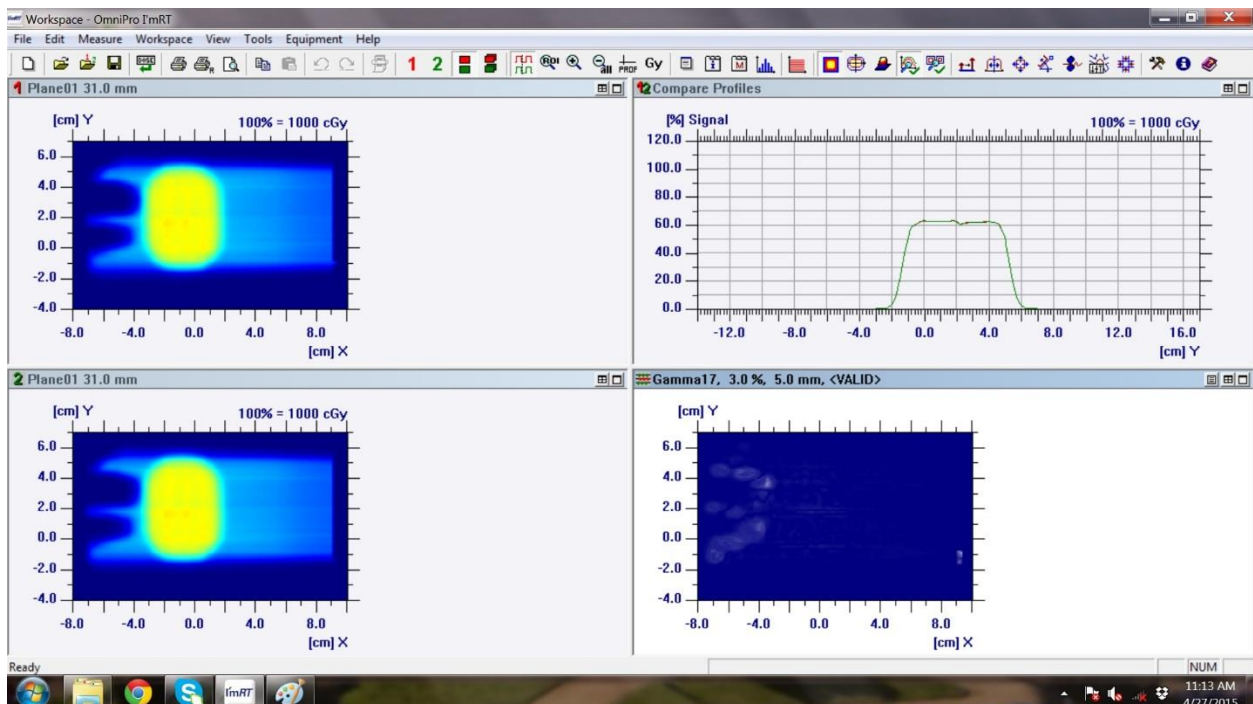 ImRT Workspace - OmniPro I'mRT
File Edit Measure Workspace View Tools Equipment Help
1 2 ROI all PROF Gy
1 Plane01 31.0 mm
[cm] Y 100% = 1000 cGy
6.0
4.0
2.0
0.0
-2.0
-4.0
-8.0 -4.0 0.0 4.0 8.0
[cm] X
12 Compare Profiles
[%] Signal 100% = 1000 cGy
120.0
100.0
80.0
60.0
40.0
20.0
0.0
-12.0 -8.0 -4.0 0.0 4.0 8.0 12.0 16.0
[cm] Y
2 Plane01 31.0 mm
[cm] Y 100% = 1000 cGy
6.0
4.0
2.0
0.0
-2.0
-4.0
-8.0 -4.0 0.0 4.0 8.0
[cm] X
Gamma17, 3.0 %, 5.0 mm, <VALID>
[cm] Y
6.0
4.0
2.0
0.0
-2.0
-4.0
-8.0 -4.0 0.0 4.0 8.0
[cm] X
Ready NUM
I'mRT 11:13 AM
4/27/2015